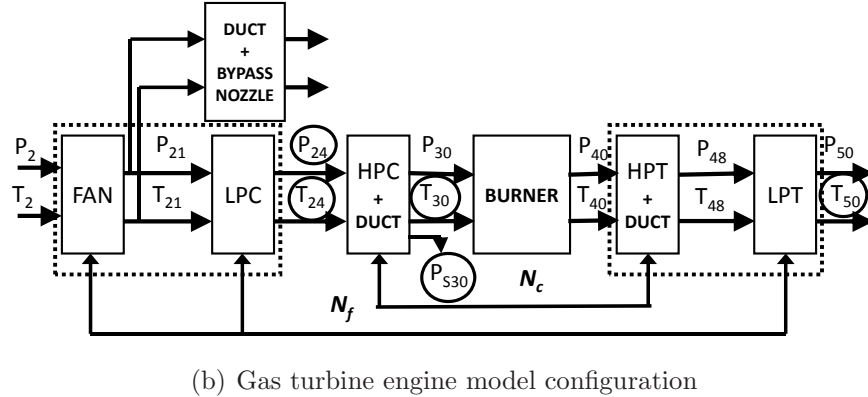 DUCT
+
BYPASS
NOZZLE
P2 P21 P24 P30 P40 P48 P50
FAN LPC HPC
+ DUCT
BURNER HPT
+
DUCT
LPT
T2 T21 T24 T30 T40 T48 T50
PS30
Nf Nc
(b) Gas turbine engine model configuration